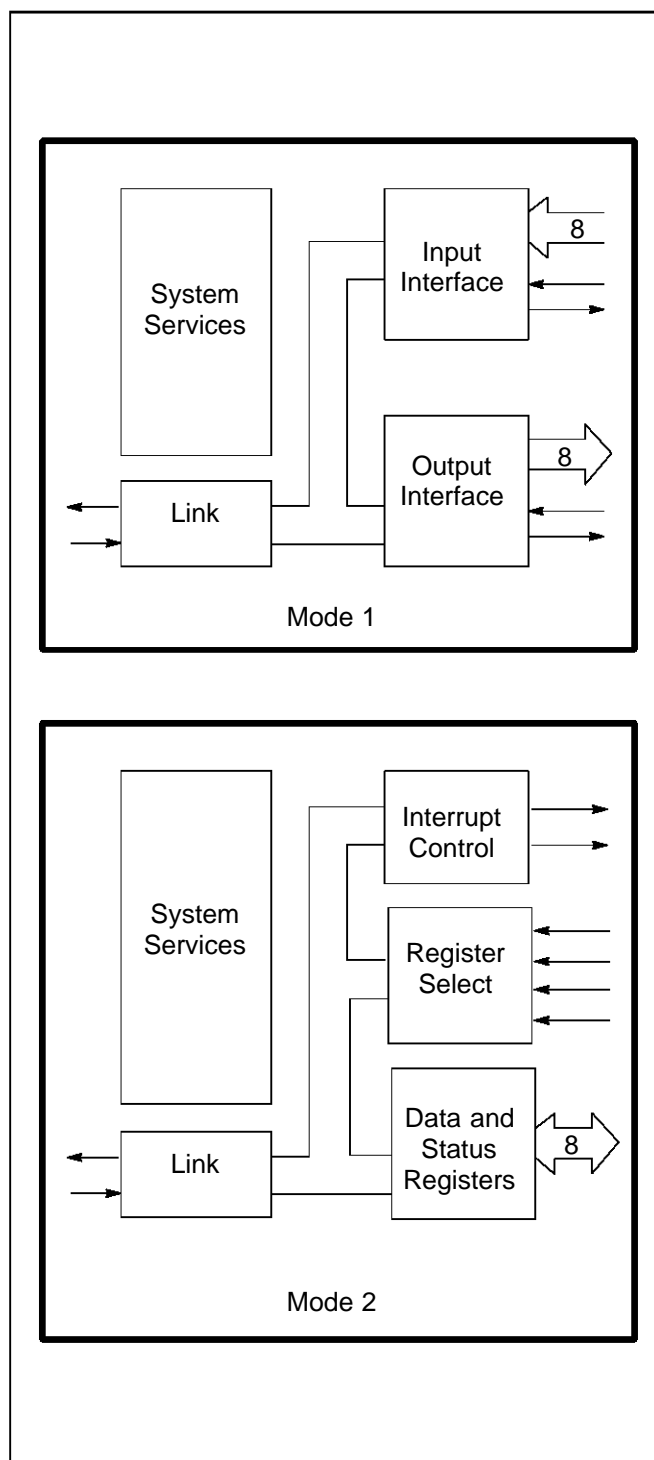 System
Services
Input
Interface
8
Output
Interface
8
Link
Mode 1
System
Services
Interrupt
Control
Register
Select
Data and
Status
Registers
8
Link
Mode 2